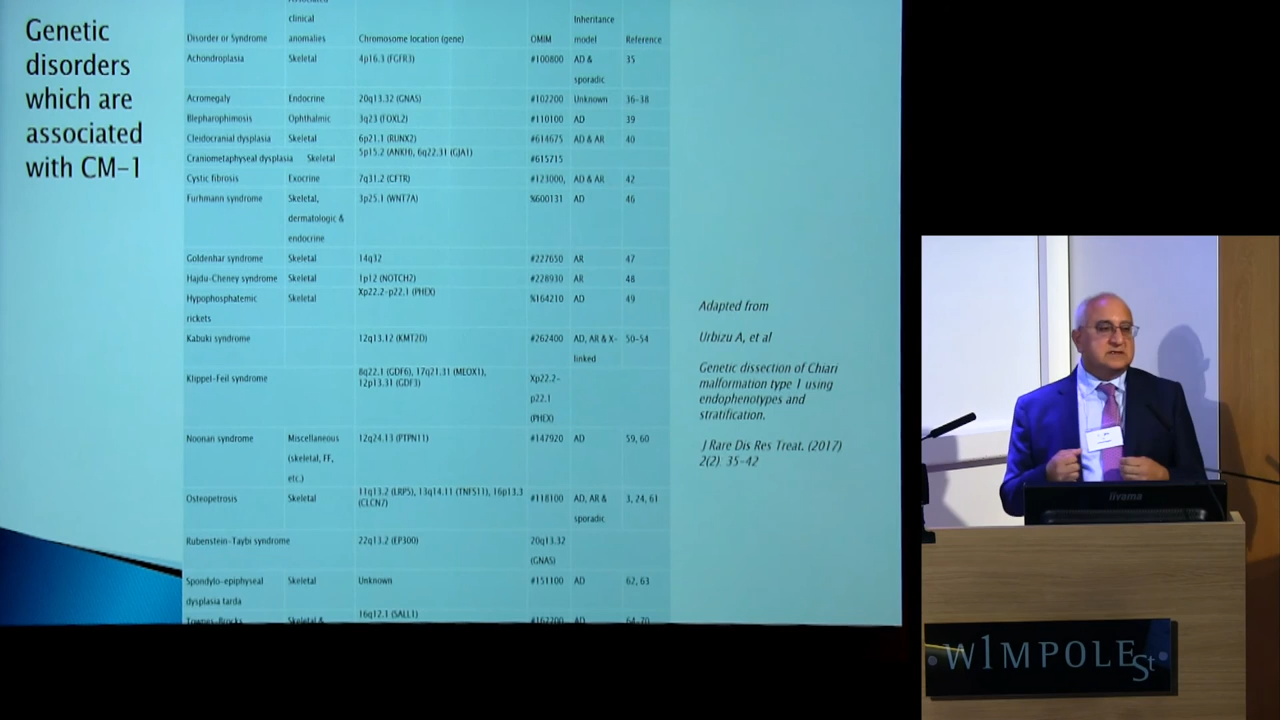 Genetic
disorders
which are
associated
with CM-1
clinical
Inheritance
Disorder or Syndrome anomalies Chromosome location (gene) OMIM model Reference
Achondroplasia Skeletal 4p16.3 (FGFR3) #100800 AD & 35
sporadic
Acromegaly Endocrine 20q13.32 (GNAS) #102200 Unknown 36-38
Blepharophimosis Ophthalmic 3q23 (FOXL2) #110100 AD 39
Cleidocranial dysplasia Skeletal 6p21.1 (RUNX2) #614675 AD & AR 40
Craniometaphyseal dysplasia Skeletal 5p15.2 (ANKH), 6q22.31 (GJA1) #615715
Cystic fibrosis Exocrine 7q31.2 (CFTR) #123000, AD & AR 42
Furhmann syndrome Skeletal, 3p25.1 (WNT7A) %600131 AD 46
dermatologic &
endocrine
Goldenhar syndrome Skeletal 14q32 #227650 AR 47
Hajdu-Cheney syndrome Skeletal 1p12 (NOTCH2) #228930 AR 48
Hypophosphatemic Skeletal Xp22.2-p22.1 (PHEX) %164210 AD 49
rickets
Kabuki syndrome 12q13.12 (KMT2D) #262400 AD, AR & X- 50-54
linked
Klippel-Feil syndrome 8q22.1 (GDF6), 17q21.31 (MEOX1), Xp22.2-
12p13.31 (GDF3) p22.1
(PHEX)
Noonan syndrome Miscellaneous 12q24.13 (PTPN11) #147920 AD 59, 60
(skeletal, FF,
etc.)
Osteopetrosis Skeletal 11q13.2 (LRP5), 13q14.11 (TNFS11), 16p13.3 #118100 AD, AR & 3, 24, 61
(CLCN7) sporadic
Rubenstein-Taybi syndrome 22q13.2 (EP300) 20q13.32
(GNAS)
Spondylo-epiphyseal Skeletal Unknown #151100 AD 62, 63
dysplasia tarda
Townes-Brocks Skeletal & 16q12.1 (SALL1) AD 64-70
Adapted from
Urbizu A, et al
Genetic dissection of Chiari
malformation type 1 using
endophenotypes and
stratification.
J Rare Dis Res Treat. (2017)
2(2): 35-42
iiyama
W1MPOLE St